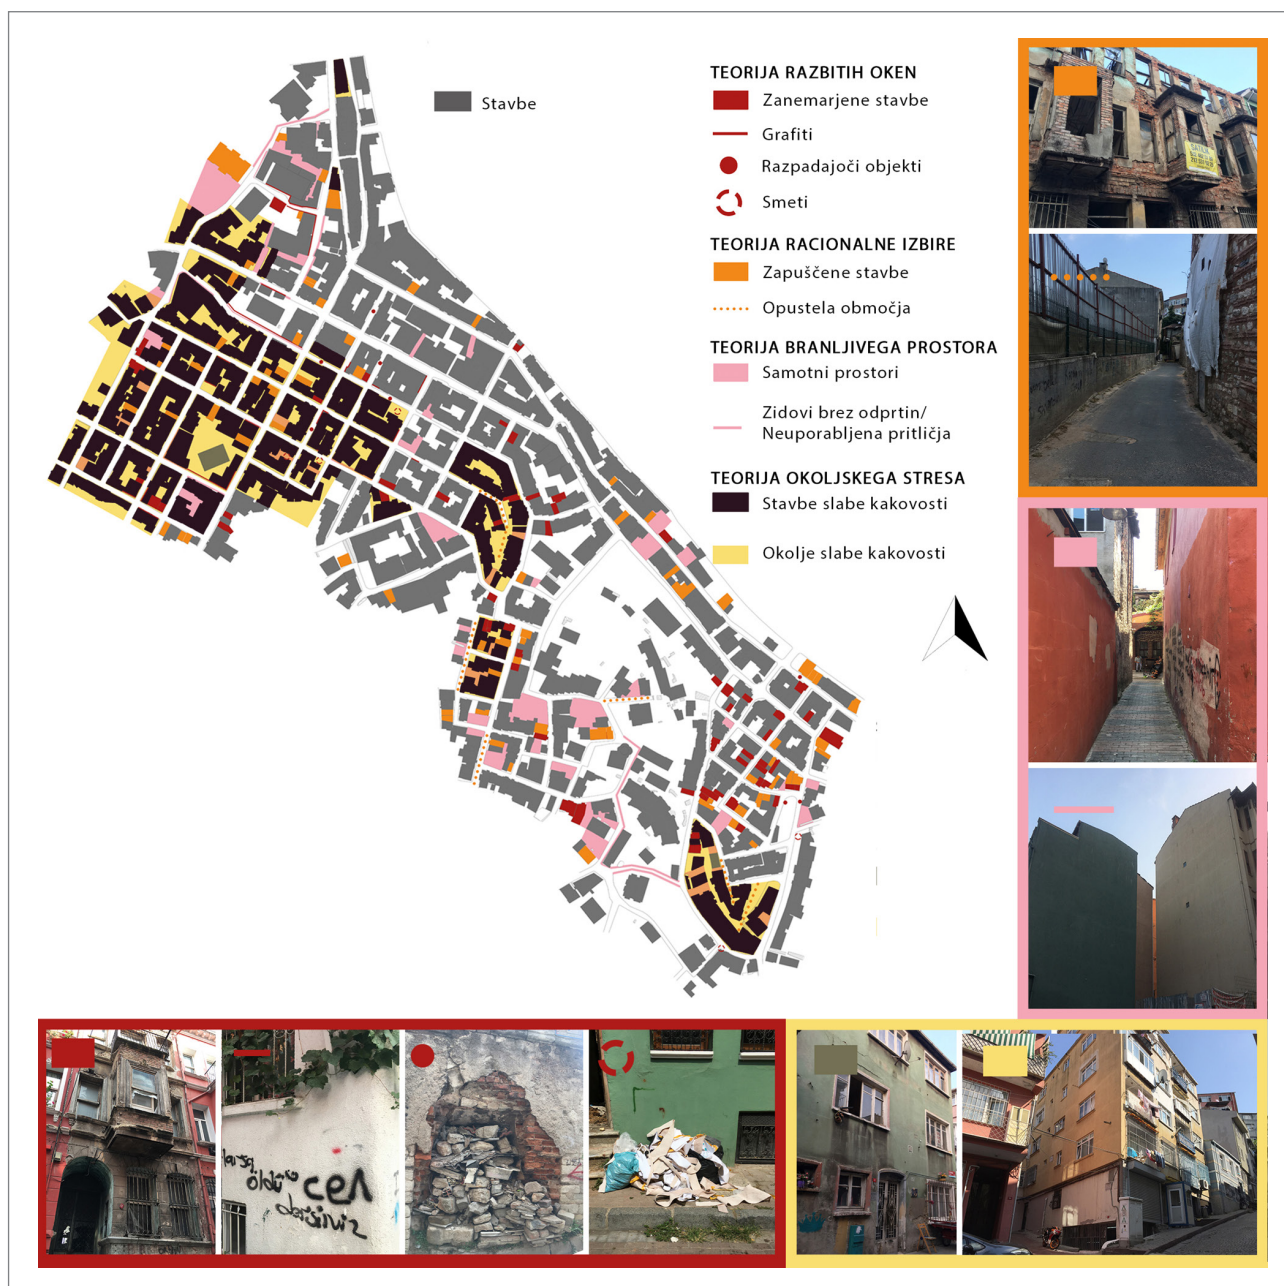 Stavbe
TEORIJA RAZBITIH OKEN
Zanemarjene stavbe
Grafiti
Razpadajoči objekti
Smeti
TEORIJA RACIONALNE IZBIRE
Zapuščene stavbe
Opustela območja
TEORIJA BRANLJIVEGA PROSTORA
Samotni prostori
Zidovi brez odprtin/
Neuporabljena pritličja
TEORIJA OKOLJSKEGA STRESA
Stavbe slabe kakovosti
Okolje slabe kakovosti
SATILIK